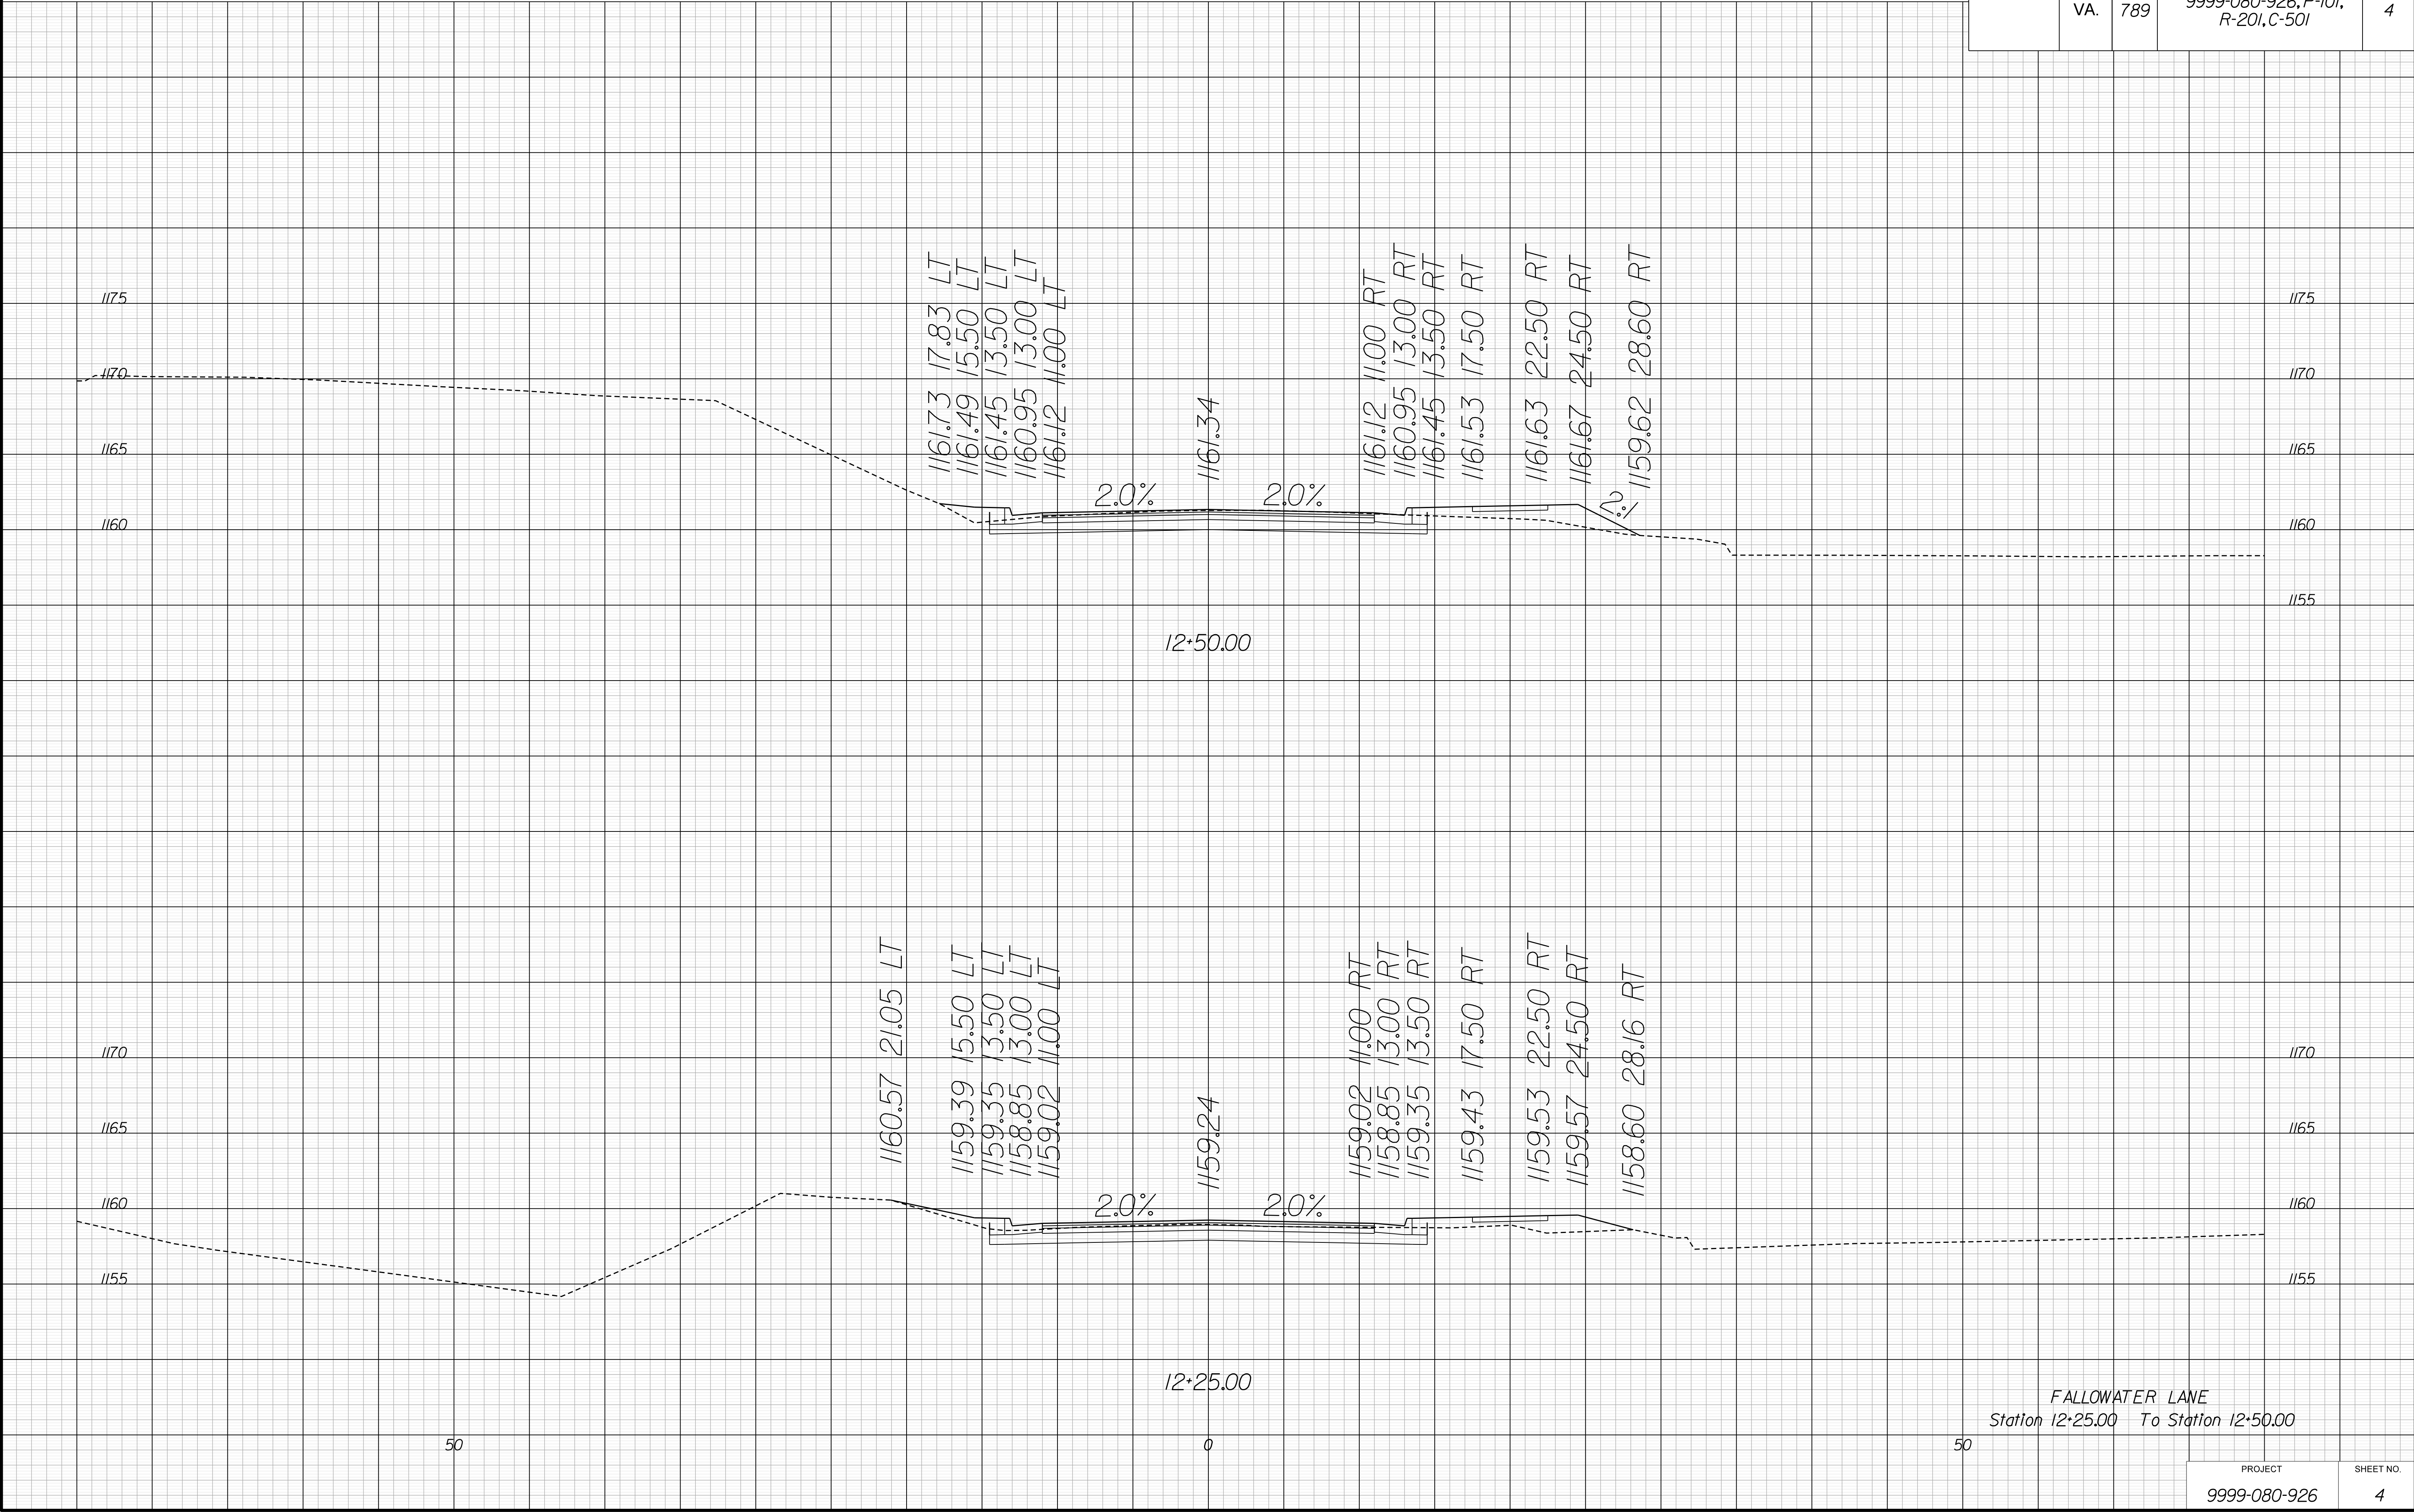 VA. 789 9999-080-926, P-101, 4
R-201, C-501
1161.73 17.83 LT
1161.49 15.50 LT
1161.45 13.50 LT
1160.95 13.00 LT
1161.12 11.00 LT
1161.34
1161.12 11.00 RT
1160.95 13.00 RT
1161.45 13.50 RT
1161.53 17.50 RT
1161.63 22.50 RT
1161.67 24.50 RT
1159.62 28.60 RT
1175 1175
1170 1170
1165 1165
2.0% 2.0% 2:1
1160 1160
1155
12+50.00
1160.57 21.05 LT
1159.39 15.50 LT
1159.35 13.50 LT
1158.85 13.00 LT
1159.02 11.00 LT
1159.24
1159.02 11.00 RT
1158.85 13.00 RT
1159.35 13.50 RT
1159.43 17.50 RT
1159.53 22.50 RT
1159.57 24.50 RT
1158.60 28.16 RT
1170 1170
1165 1165
2.0% 2.0%
1160 1160
1155 1155
12+25.00
FALLOWATER LANE
Station 12+25.00 To Station 12+50.00
50 0 50
PROJECT SHEET NO.
9999-080-926 4